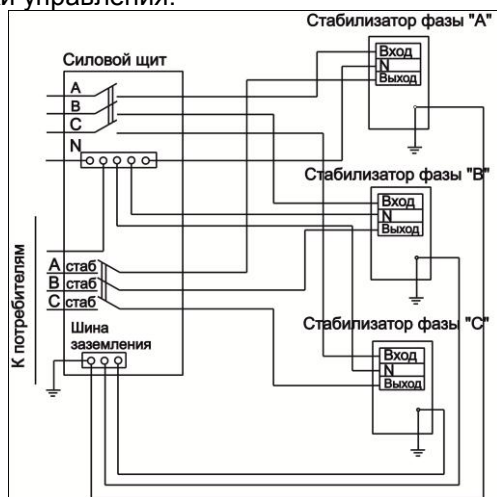 и управления.
Стабилизатор фазы "А"
Силовой щит
Вход
N
Выход
A
B
C
N
Стабилизатор фазы "В"
Вход
N
Выход
К потребителям
А стаб
В стаб
С стаб
Стабилизатор фазы "С"
Шина
заземления
Вход
N
Выход